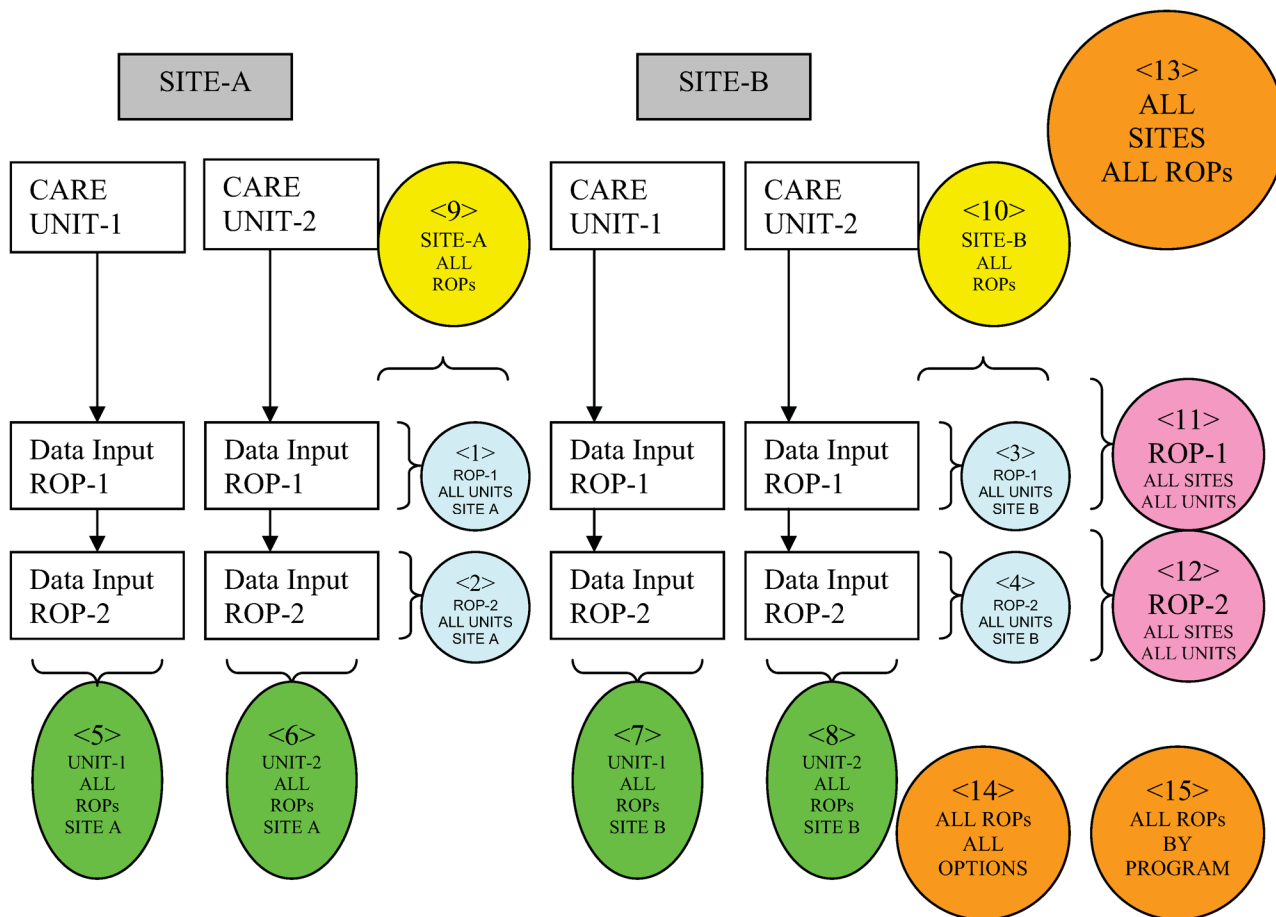 SITE-A
SITE-B
<13>
ALL
SITES
ALL ROPs
CARE
UNIT-1
CARE
UNIT-2
<9>
SITE-A
ALL
ROPs
CARE
UNIT-1
CARE
UNIT-2
<10>
SITE-B
ALL
ROPs
Data Input
ROP-1
Data Input
ROP-1
<1>
ROP-1
ALL UNITS
SITE A
Data Input
ROP-1
Data Input
ROP-1
<3>
ROP-1
ALL UNITS
SITE B
<11>
ROP-1
ALL SITES
ALL UNITS
Data Input
ROP-2
Data Input
ROP-2
<2>
ROP-2
ALL UNITS
SITE A
Data Input
ROP-2
Data Input
ROP-2
<4>
ROP-2
ALL UNITS
SITE B
<12>
ROP-2
ALL SITES
ALL UNITS
<5>
UNIT-1
ALL
ROPs
SITE A
<6>
UNIT-2
ALL
ROPs
SITE A
<7>
UNIT-1
ALL
ROPs
SITE B
<8>
UNIT-2
ALL
ROPs
SITE B
<14>
ALL ROPs
ALL
OPTIONS
<15>
ALL ROPs
BY
PROGRAM